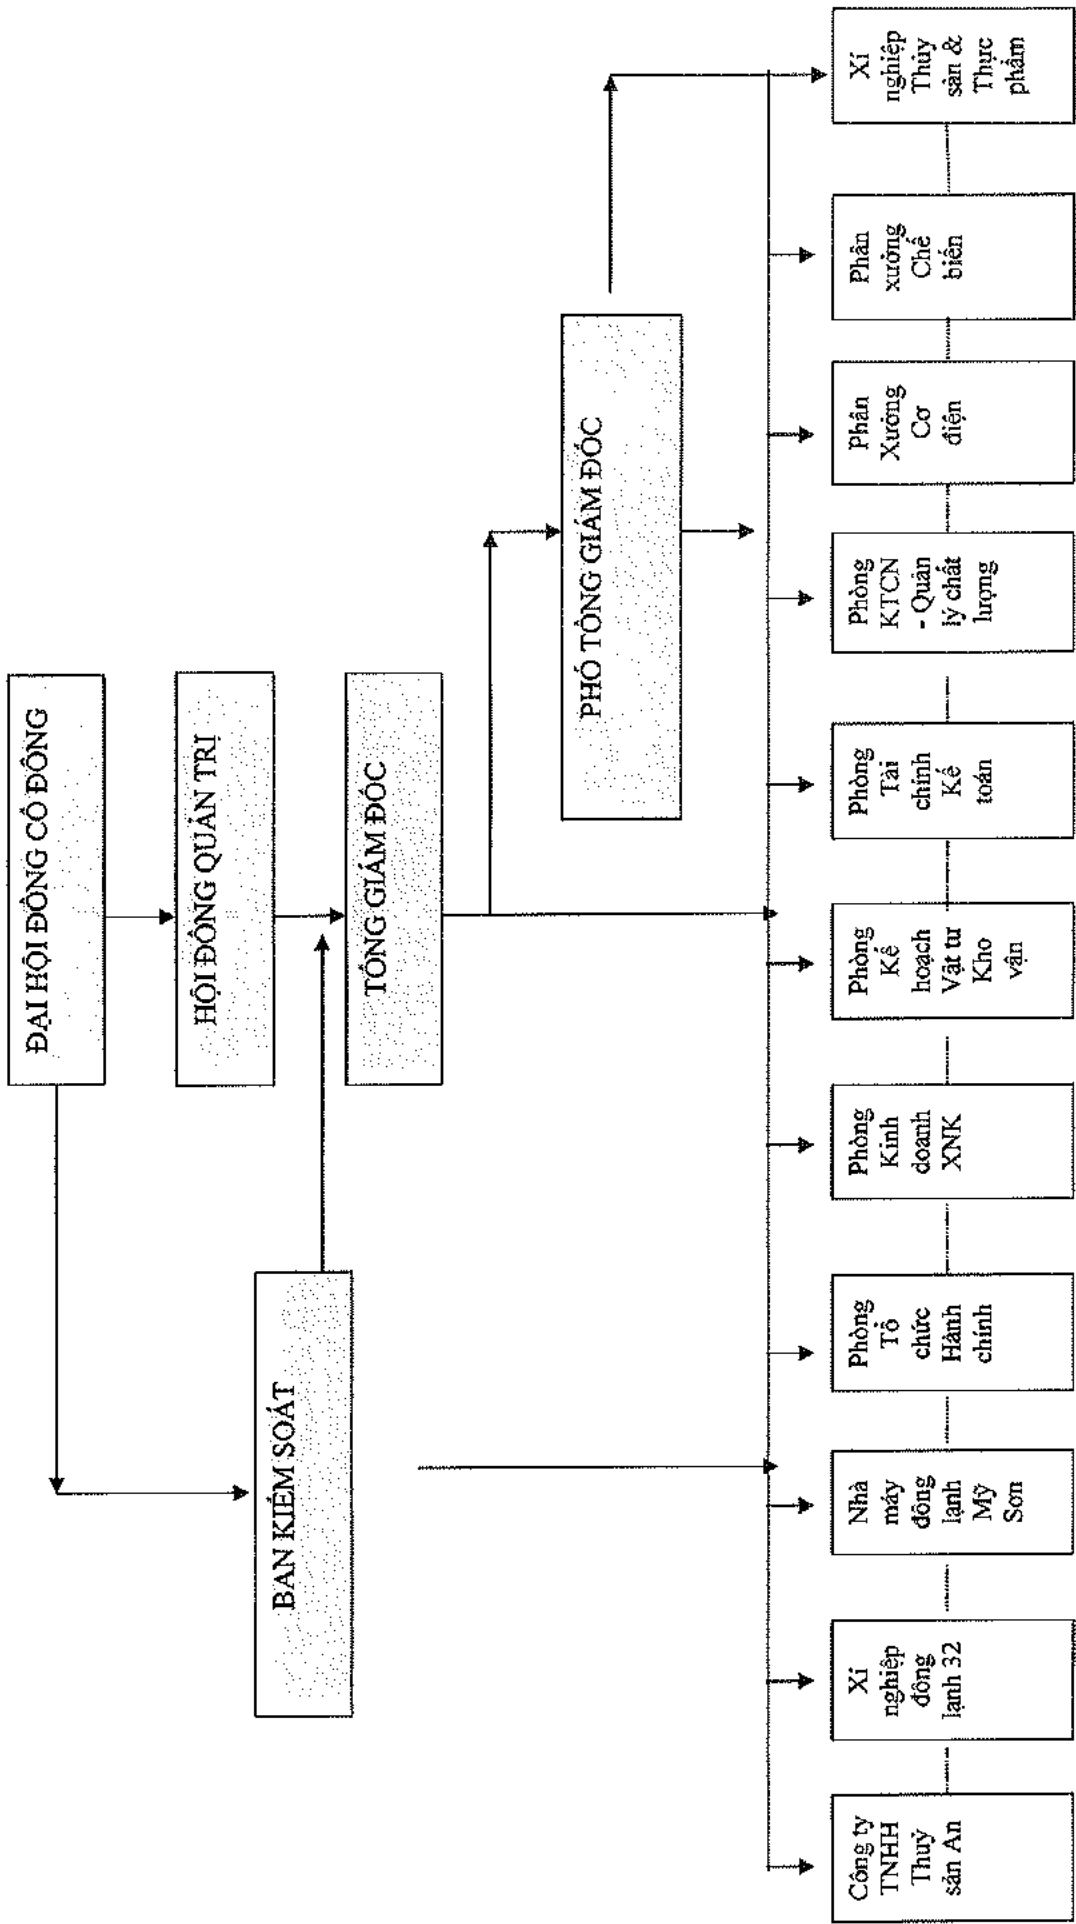 ĐẠI HỘI ĐỒNG CỔ ĐÔNG
HỘI ĐỒNG QUẢN TRỊ
BAN KIỂM SOÁT
TỔNG GIÁM ĐỐC
PHÓ TỔNG GIÁM ĐỐC
Công ty
TNHH
Thuỷ
sản An
Xí
nghiệp
đông
lạnh 32
Nhà
máy
đông
lạnh
Mỹ
Sơn
Phòng
Tổ
chức
Hành
chính
Phòng
Kinh
doanh
XNK
Phòng
Kế
hoạch
Vật tư
Kho
vận
Phòng
Tài
chính
Kế
toán
Phòng
KTCN
- Quản
lý chất
lượng
Phân
Xưởng
Cơ
điện
Phân
xưởng
Chế
biến
Xí
nghiệp
Thủy
sản &
Thực
phẩm